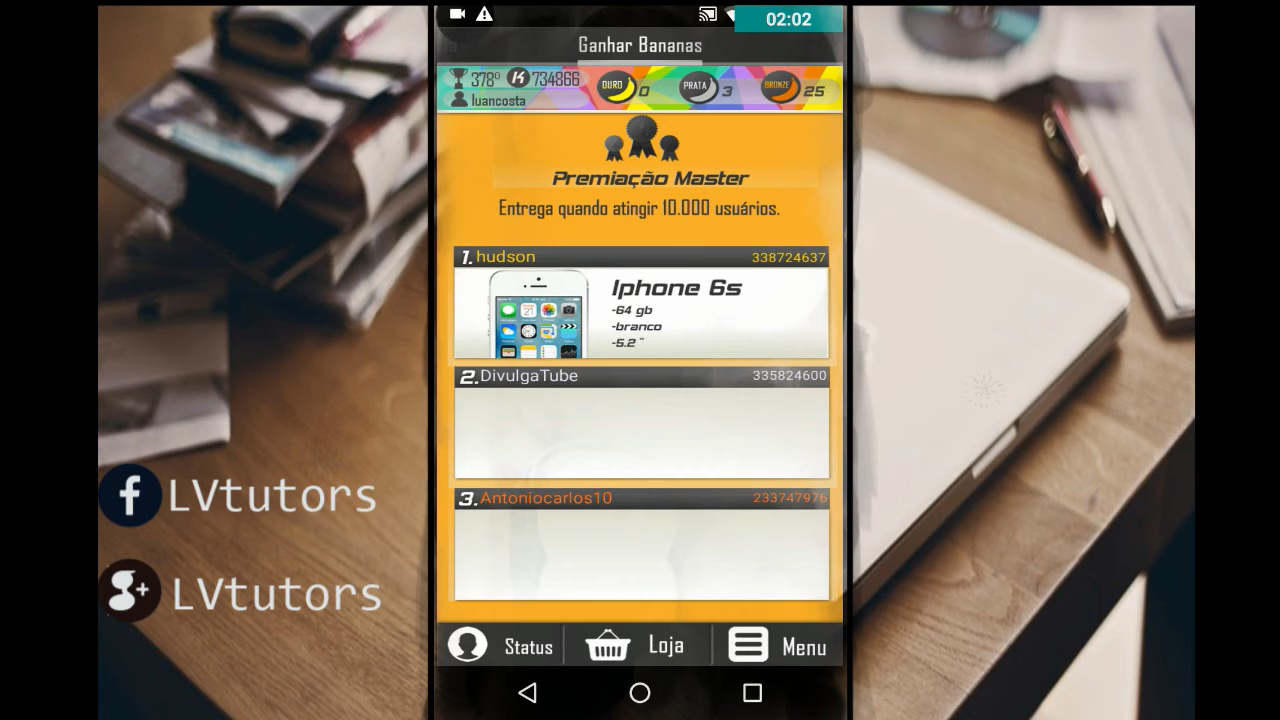 02:02
Ganhar Bananas
378º K 734866
luancosta
OURO 0
PRATA 3
BRONZE 25
Premiação Master
Entrega quando atingir 10.000 usuários.
1. hudson 338724637
Iphone 6s
-64 gb
-branco
-5.2 "
2. DivulgaTube 335824600
3. Antoniocarlos10 233747976
Status
Loja
Menu
f LVtutors
g+ LVtutors